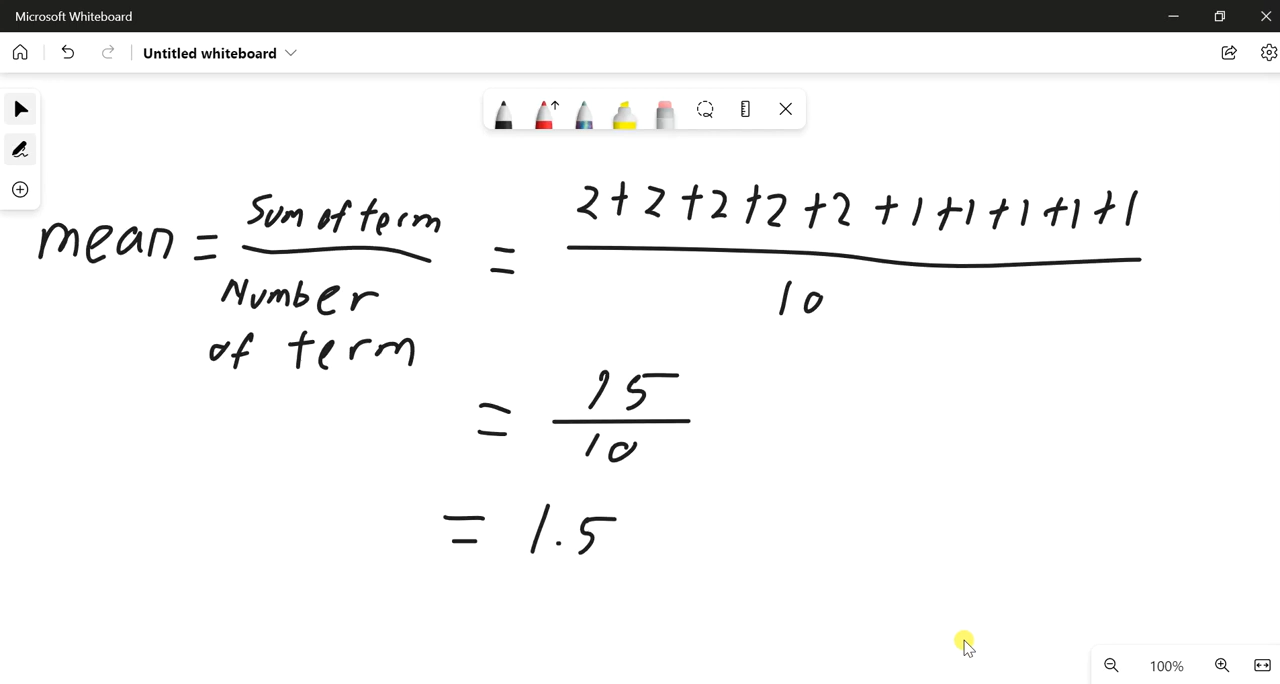 Microsoft Whiteboard
Untitled whiteboard
mean = Sum of term / Number of term = 2+2+2+2+2+1+1+1+1+1 / 10
= 15 / 10
= 1.5
100%